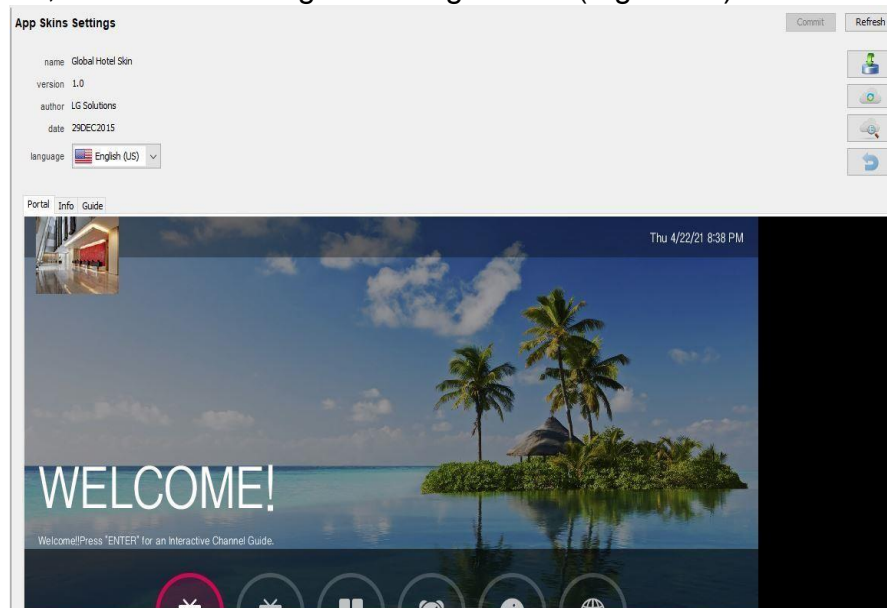 App Skins Settings
Commit
Refresh
name Global Hotel Skin
version 1.0
author LG Solutions
date 29DEC2015
language English (US)
Portal Info Guide
Thu 4/22/21 8:38 PM
WELCOME!
Welcome!!Press "ENTER" for an Interactive Channel Guide.